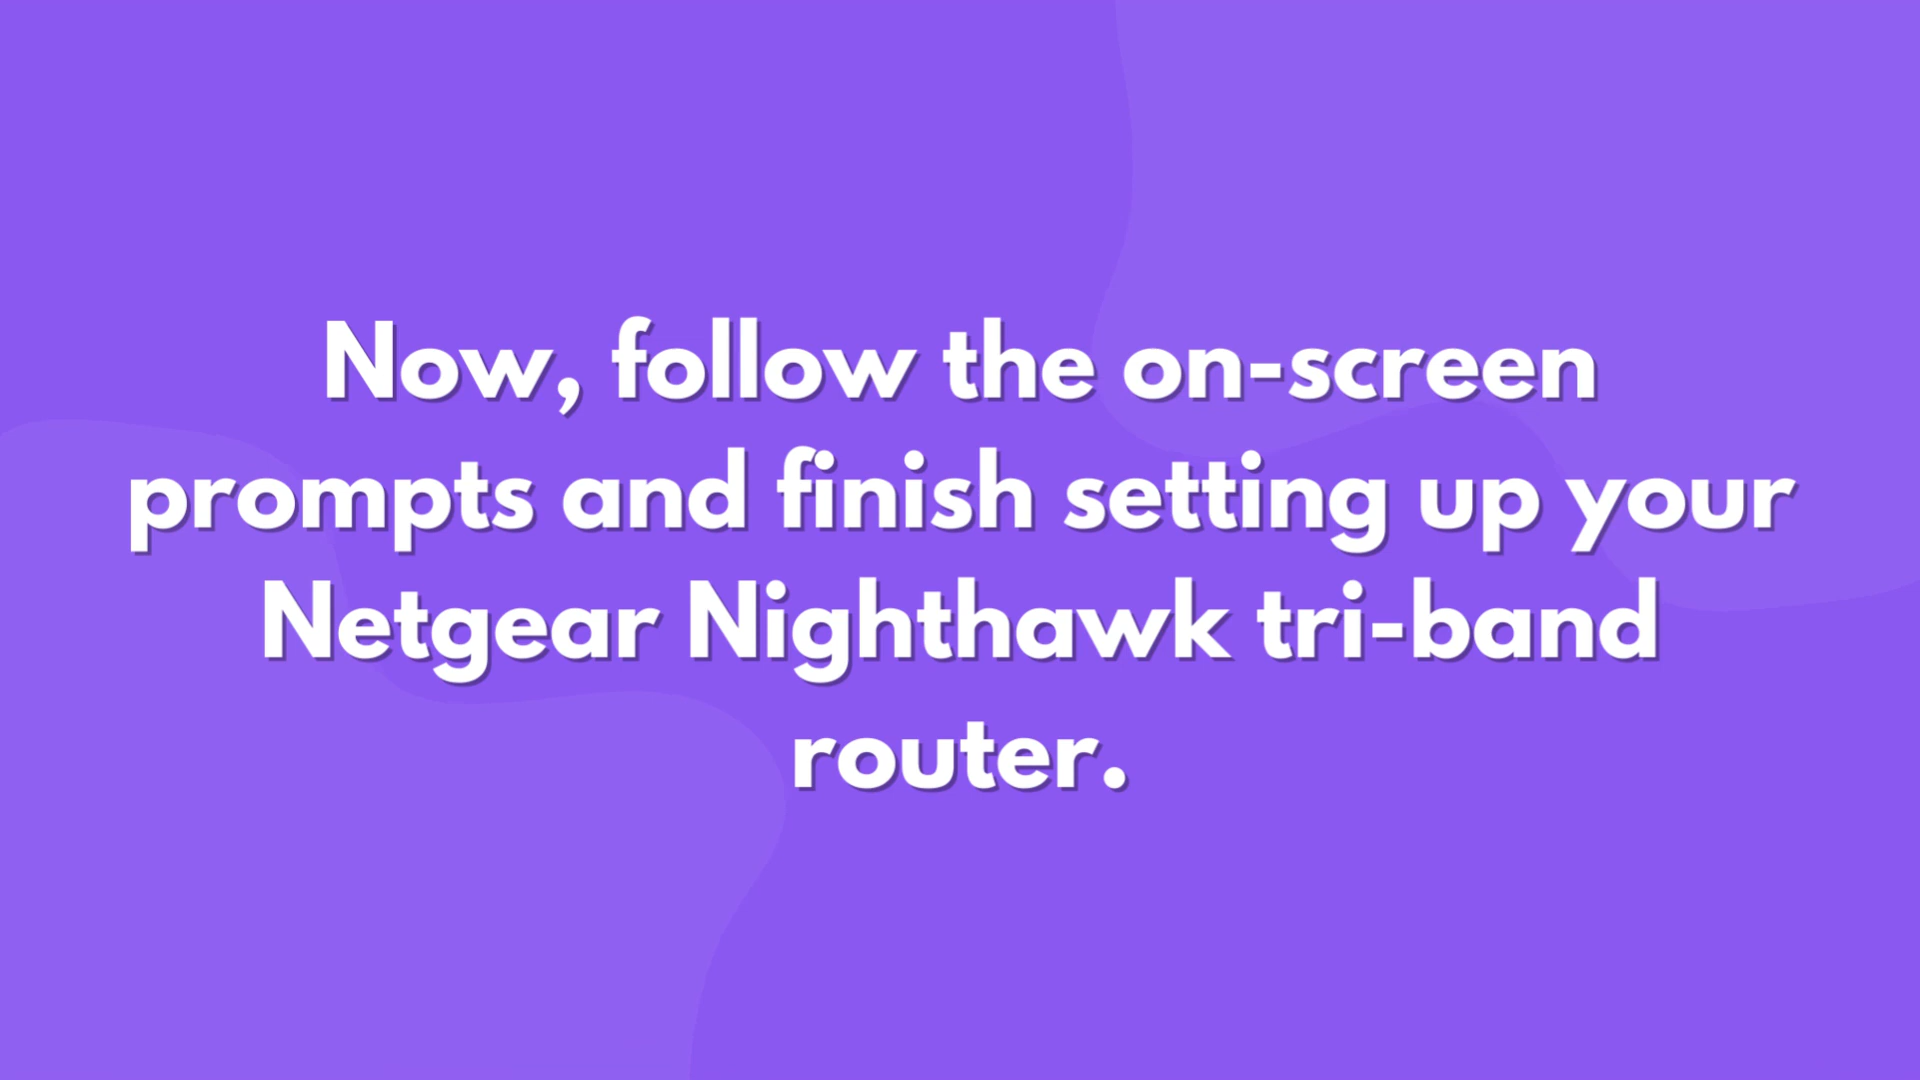 Now, follow the on-screen
prompts and finish setting up your
Netgear Nighthawk tri-band
router.